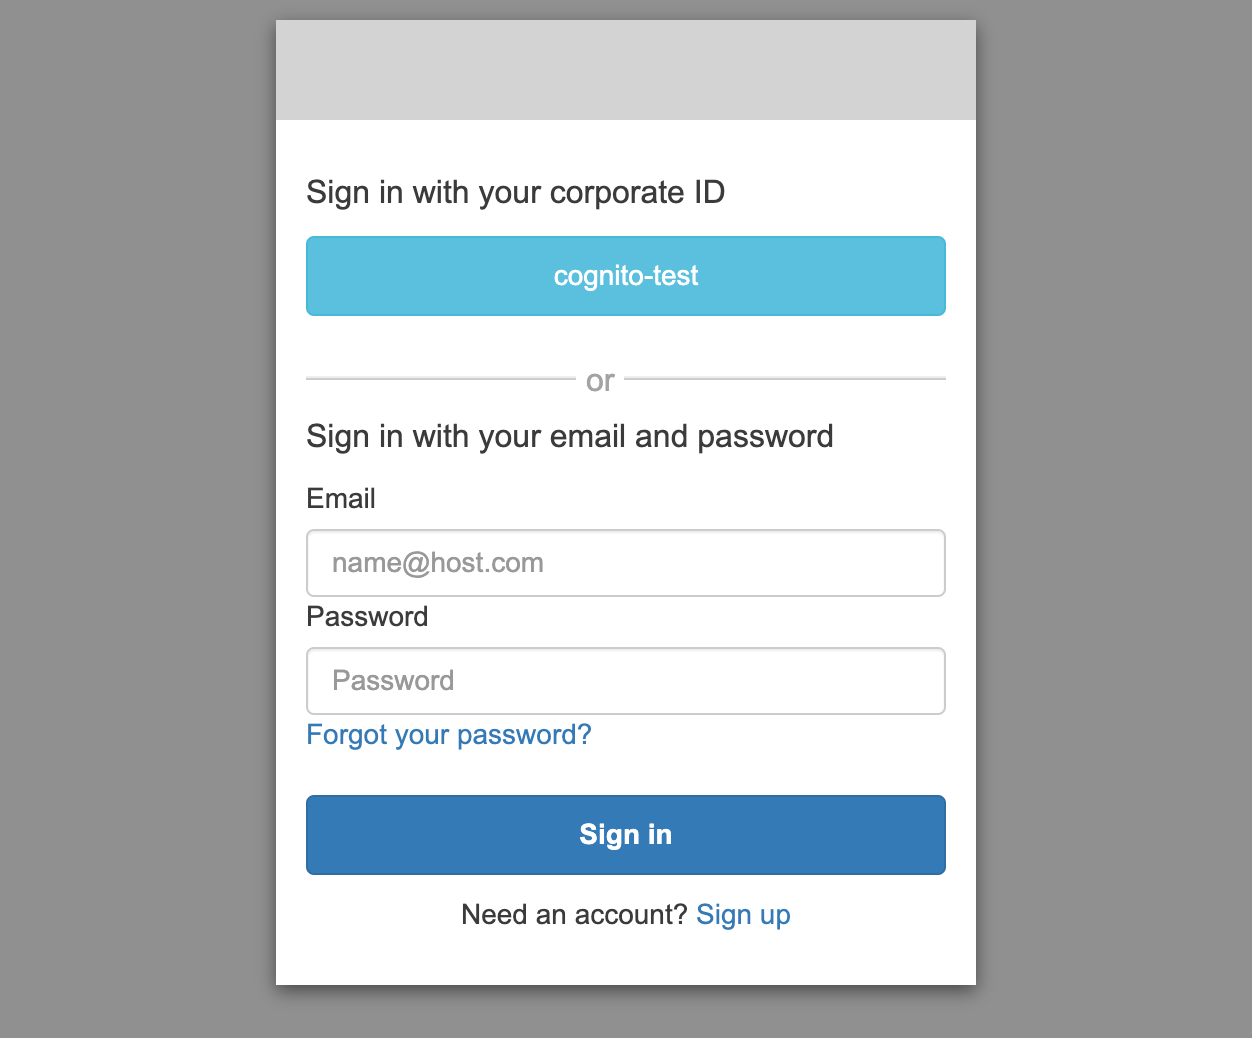 Sign in with your corporate ID
cognito-test
or
Sign in with your email and password
Email
name@host.com
Password
Password
Forgot your password?
Sign in
Need an account? Sign up